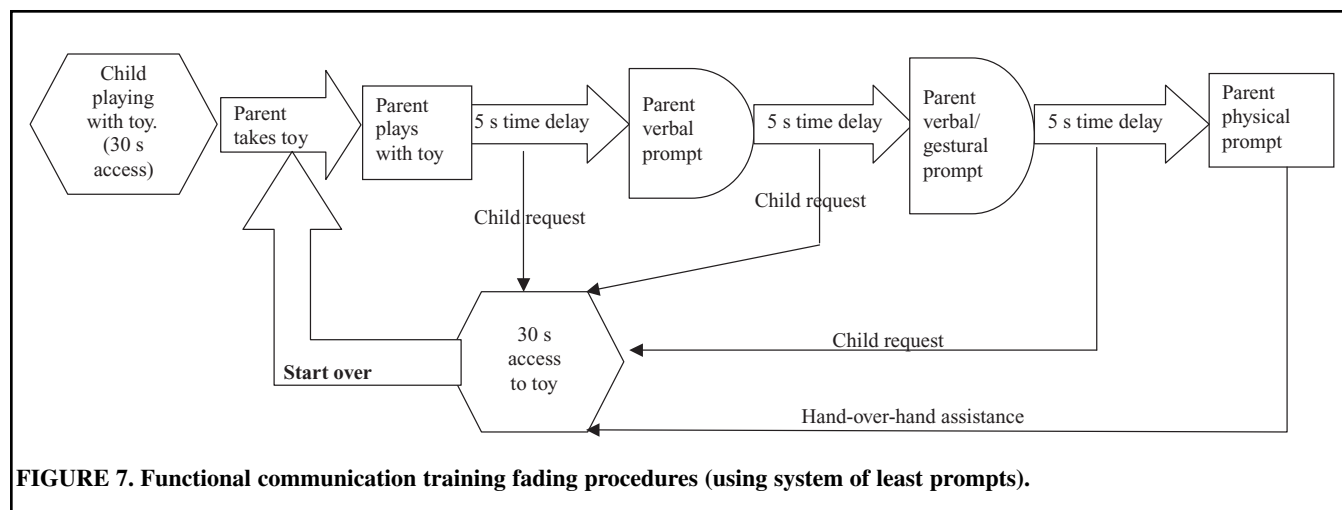 Child
playing
with toy.
(30 s
access)
Parent
takes toy
Parent
plays
with toy
5 s time delay
Parent
verbal
prompt
5 s time delay
Parent
verbal/
gestural
prompt
5 s time delay
Parent
physical
prompt
Child request
Child request
Child request
30 s
access
to toy
Start over
Hand-over-hand assistance
FIGURE 7. Functional communication training fading procedures (using system of least prompts).